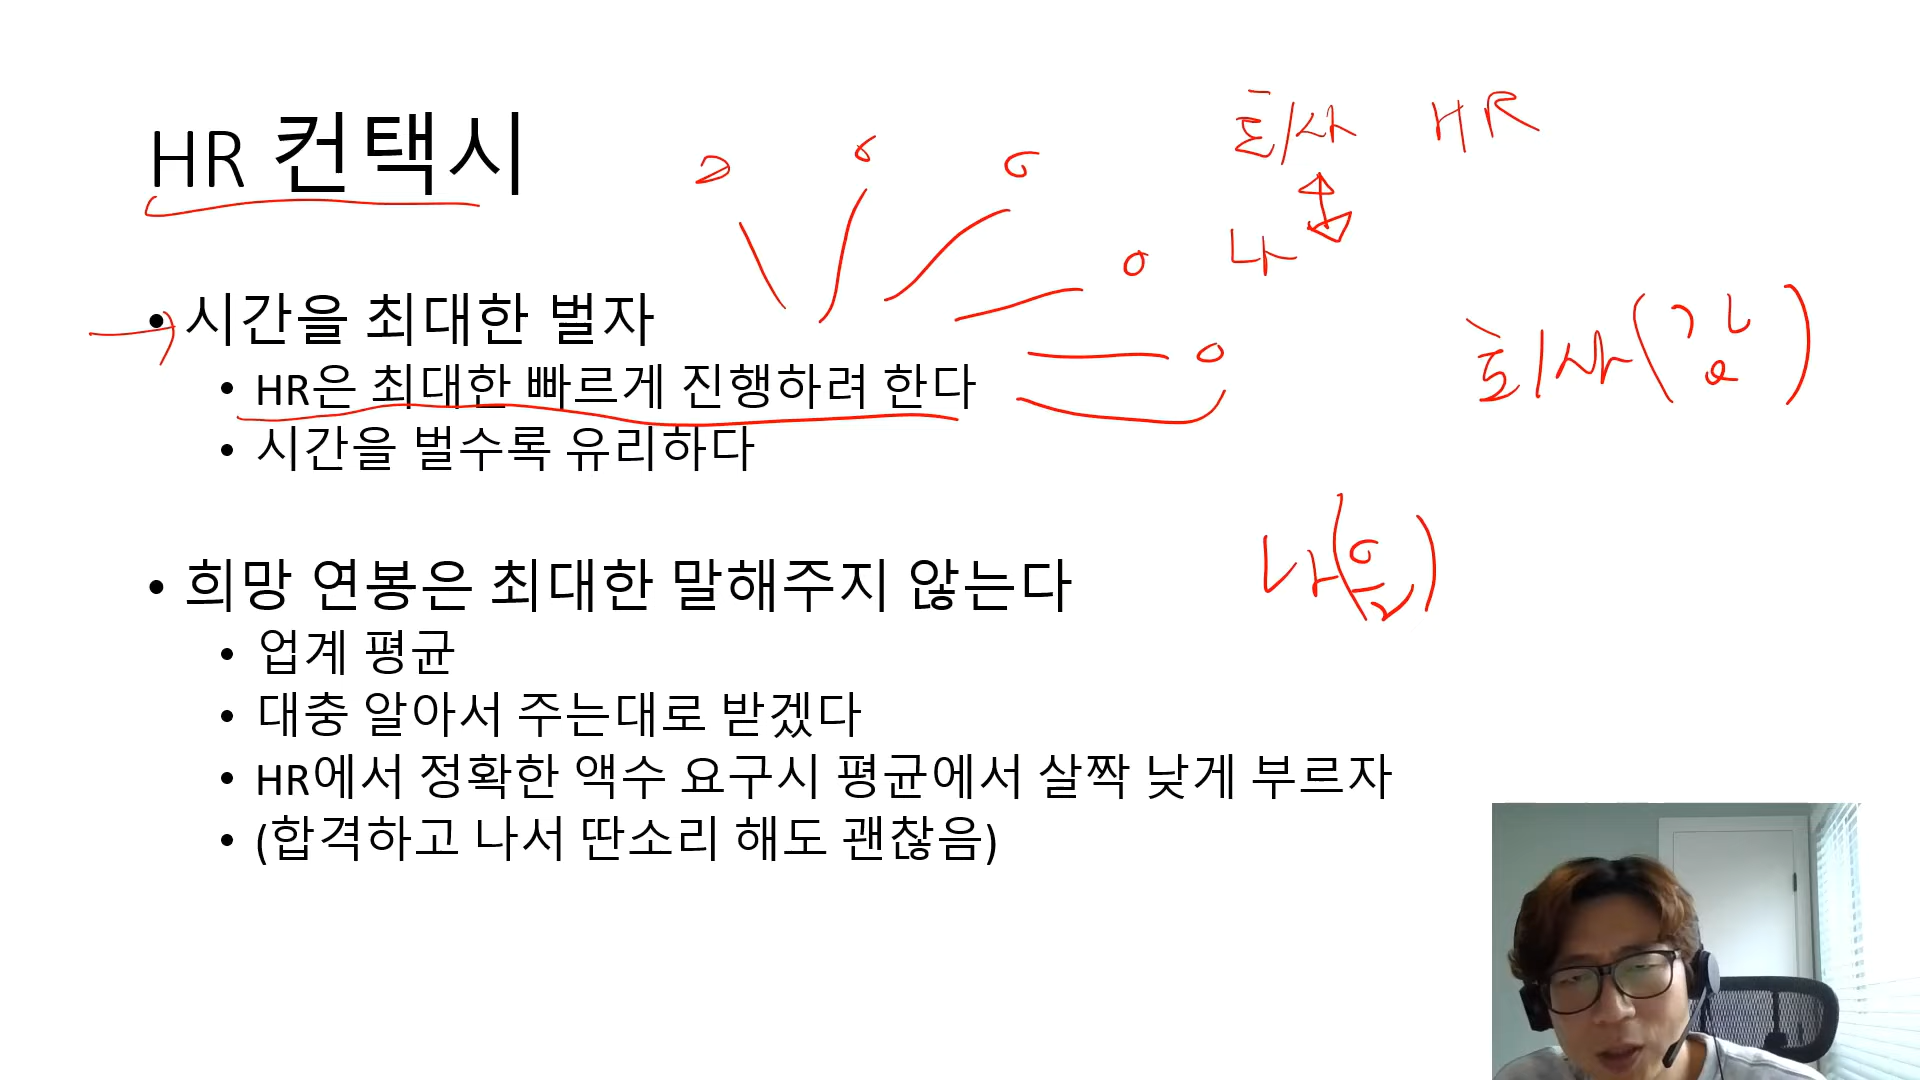 HR 컨택시
회사 HR
나
• 시간을 최대한 벌자
• HR은 최대한 빠르게 진행하려 한다
• 시간을 벌수록 유리하다
회사(갑)
나(을)
• 희망 연봉은 최대한 말해주지 않는다
• 업계 평균
• 대충 알아서 주는대로 받겠다
• HR에서 정확한 액수 요구시 평균에서 살짝 낮게 부르자
• (합격하고 나서 딴소리 해도 괜찮음)